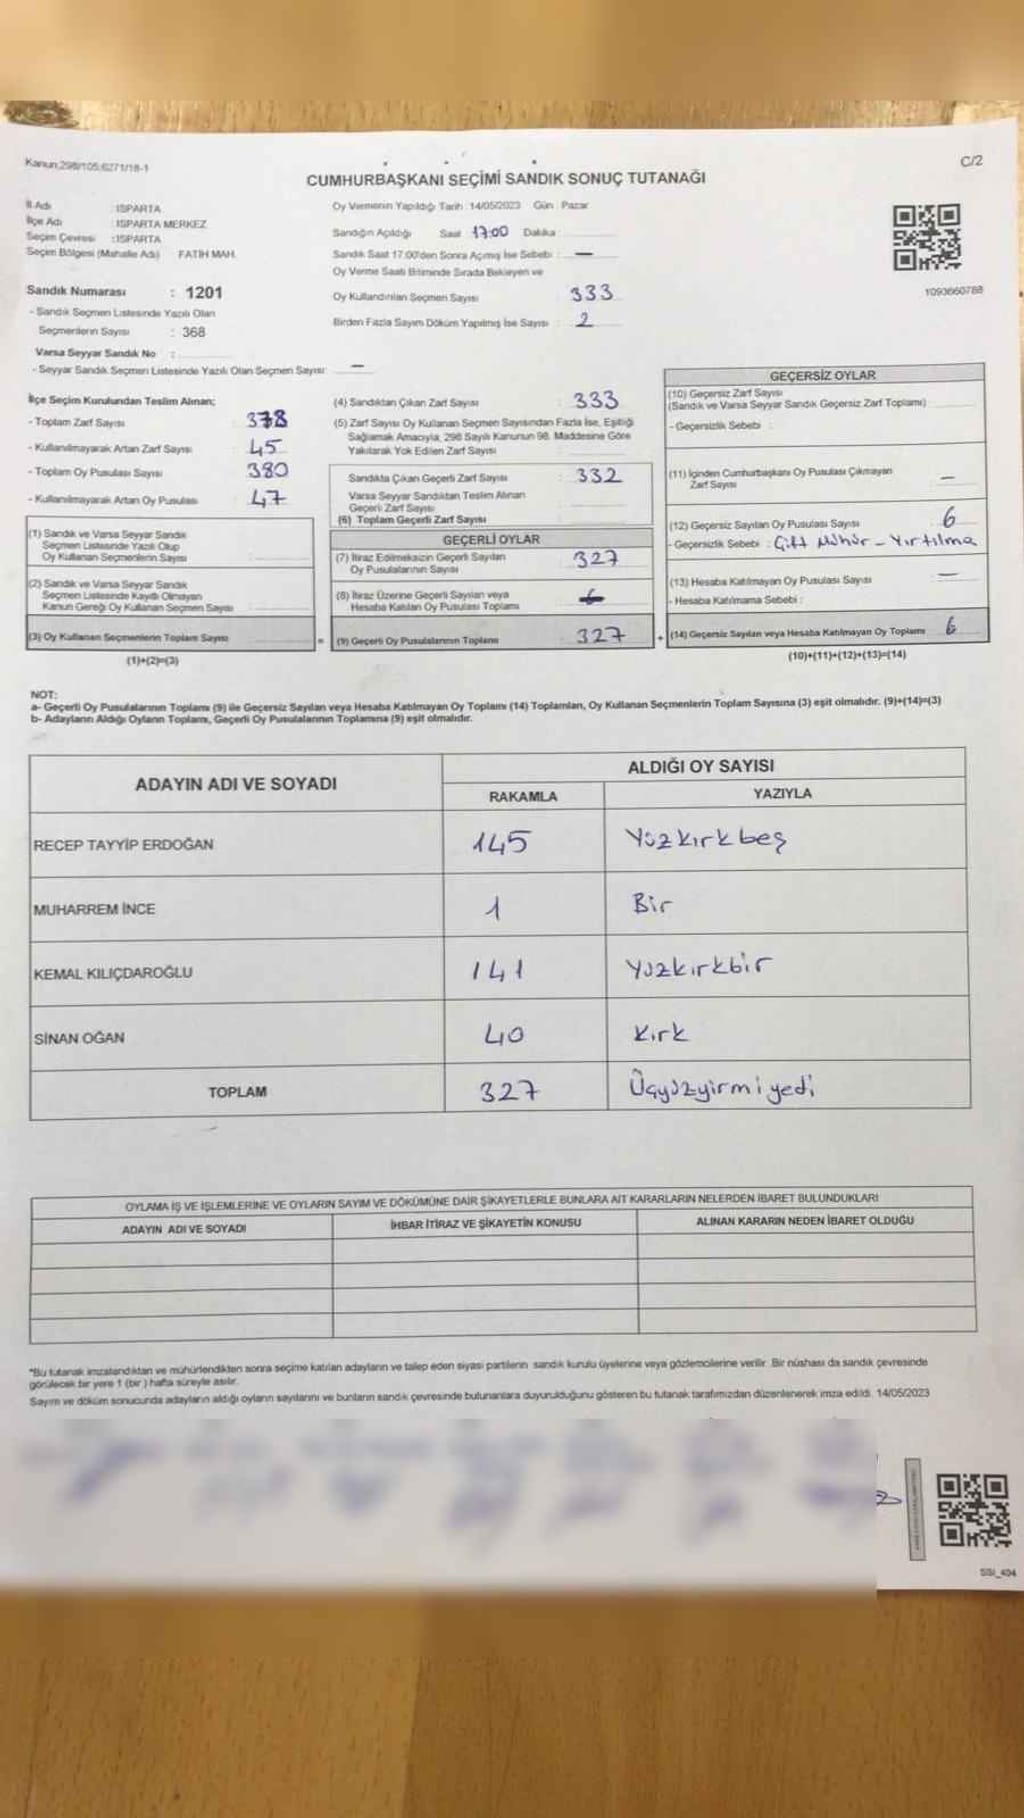 Kanun:298/105;6271/18-1
C/2
CUMHURBAŞKANI SEÇİMİ SANDIK SONUÇ TUTANAĞI
İl Adı : ISPARTA
İlçe Adı : ISPARTA MERKEZ
Seçim Çevresi : ISPARTA
Seçim Bölgesi (Mahalle Adı) FATİH MAH.
Sandık Numarası : 1201
- Sandık Seçmen Listesinde Yazılı Olan
Seçmenlerin Sayısı : 368
Varsa Seyyar Sandık No :
- Seyyar Sandık Seçmen Listesinde Yazılı Olan Seçmen Sayısı : —
Oy Vermenin Yapıldığı Tarih : 14/05/2023 Gün : Pazar
Sandığın Açıldığı Saat 17:00 Dakika :
Sandık Saat 17:00'den Sonra Açılmış İse Sebebi : —
Oy Verme Saati Bitiminde Sırada Bekleyen ve
Oy Kullandırılan Seçmen Sayısı : 333
Birden Fazla Sayım Döküm Yapılmış İse Sayısı : 2
1093660788
İlçe Seçim Kurulundan Teslim Alınan;
- Toplam Zarf Sayısı : 378
- Kullanılmayarak Artan Zarf Sayısı : 45
- Toplam Oy Pusulası Sayısı : 380
- Kullanılmayarak Artan Oy Pusulası : 47
(1) Sandık ve Varsa Seyyar Sandık
Seçmen Listesinde Yazılı Olup
Oy Kullanan Seçmenlerin Sayısı :
(2) Sandık ve Varsa Seyyar Sandık
Seçmen Listesinde Kayıtlı Olmayan
Kanun Gereği Oy Kullanan Seçmen Sayısı
(3) Oy Kullanan Seçmenlerin Toplam Sayısı =
(1)+(2)=(3)
(4) Sandıktan Çıkan Zarf Sayısı : 333
(5) Zarf Sayısı Oy Kullanan Seçmen Sayısından Fazla İse, Eşitliği
Sağlamak Amacıyla, 298 Sayılı Kanunun 98. Maddesine Göre
Yakılarak Yok Edilen Zarf Sayısı
Sandıkta Çıkan Geçerli Zarf Sayısı : 332
Varsa Seyyar Sandıktan Teslim Alınan
Geçerli Zarf Sayısı
(6) Toplam Geçerli Zarf Sayısı
GEÇERLİ OYLAR
(7) İtiraz Edilmeksizin Geçerli Sayılan
Oy Pusulalarının Sayısı : 327
(8) İtiraz Üzerine Geçerli Sayılan veya
Hesaba Katılan Oy Pusulası Toplamı
(9) Geçerli Oy Pusulalarının Toplamı : 327 +
GEÇERSİZ OYLAR
(10) Geçersiz Zarf Sayısı
(Sandık ve Varsa Seyyar Sandık Geçersiz Zarf Toplamı)
- Geçersizlik Sebebi :
(11) İçinden Cumhurbaşkanı Oy Pusulası Çıkmayan
Zarf Sayısı —
(12) Geçersiz Sayılan Oy Pusulası Sayısı 6
- Geçersizlik Sebebi : Çift Mühür - Yırtılma
(13) Hesaba Katılmayan Oy Pusulası Sayısı —
- Hesaba Katılmama Sebebi :
(14) Geçersiz Sayılan veya Hesaba Katılmayan Oy Toplamı 6
(10)+(11)+(12)+(13)=(14)
NOT:
a- Geçerli Oy Pusulalarının Toplamı (9) ile Geçersiz Sayılan veya Hesaba Katılmayan Oy Toplamı (14) Toplamları, Oy Kullanan Seçmenlerin Toplam Sayısına (3) eşit olmalıdır. (9)+(14)=(3)
b- Adayların Aldığı Oyların Toplamı, Geçerli Oy Pusulalarının Toplamına (9) eşit olmalıdır.
ADAYIN ADI VE SOYADI ALDIĞI OY SAYISI
RAKAMLA YAZIYLA
RECEP TAYYİP ERDOĞAN 145 Yüzkırkbeş
MUHARREM İNCE 1 Bir
KEMAL KILIÇDAROĞLU 141 Yüzkırkbir
SİNAN OĞAN 40 Kırk
TOPLAM 327 Üçyüzyirmiyedi
OYLAMA İŞ VE İŞLEMLERİNE VE OYLARIN SAYIM VE DÖKÜMÜNE DAİR ŞİKAYETLERLE BUNLARA AİT KARARLARIN NELERDEN İBARET BULUNDUKLARI
ADAYIN ADI VE SOYADI İHBAR İTİRAZ VE ŞİKAYETİN KONUSU ALINAN KARARIN NEDEN İBARET OLDUĞU
*Bu tutanak imzalandıktan ve mühürlendikten sonra seçime katılan adayların ve talep eden siyasi partilerin sandık kurulu üyelerine veya gözlemcilerine verilir. Bir nüshası da sandık çevresinde
görülecek bir yere 1 (bir) hafta süreyle asılır.
Sayım ve döküm sonucunda adayların aldığı oyların sayılarını ve bunların sandık çevresinde bulunanlara duyurulduğunu gösteren bu tutanak tarafımızdan düzenlenerek imza edildi. 14/05/2023
SSI_404